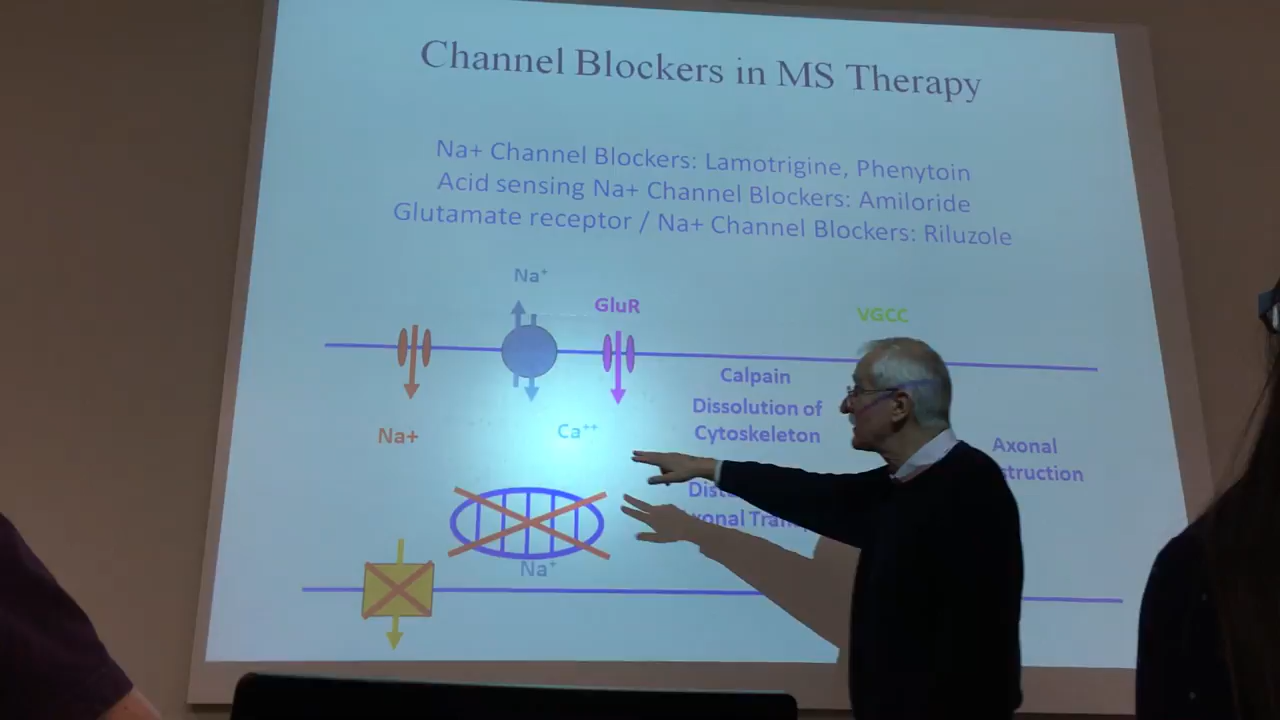 Channel Blockers in MS Therapy
Na+ Channel Blockers: Lamotrigine, Phenytoin
Acid sensing Na+ Channel Blockers: Amiloride
Glutamate receptor / Na+ Channel Blockers: Riluzole
Na⁺
GluR
VGCC
Calpain
Dissolution of
Cytoskeleton
Na+
Ca⁺⁺
Axonal
Na⁺